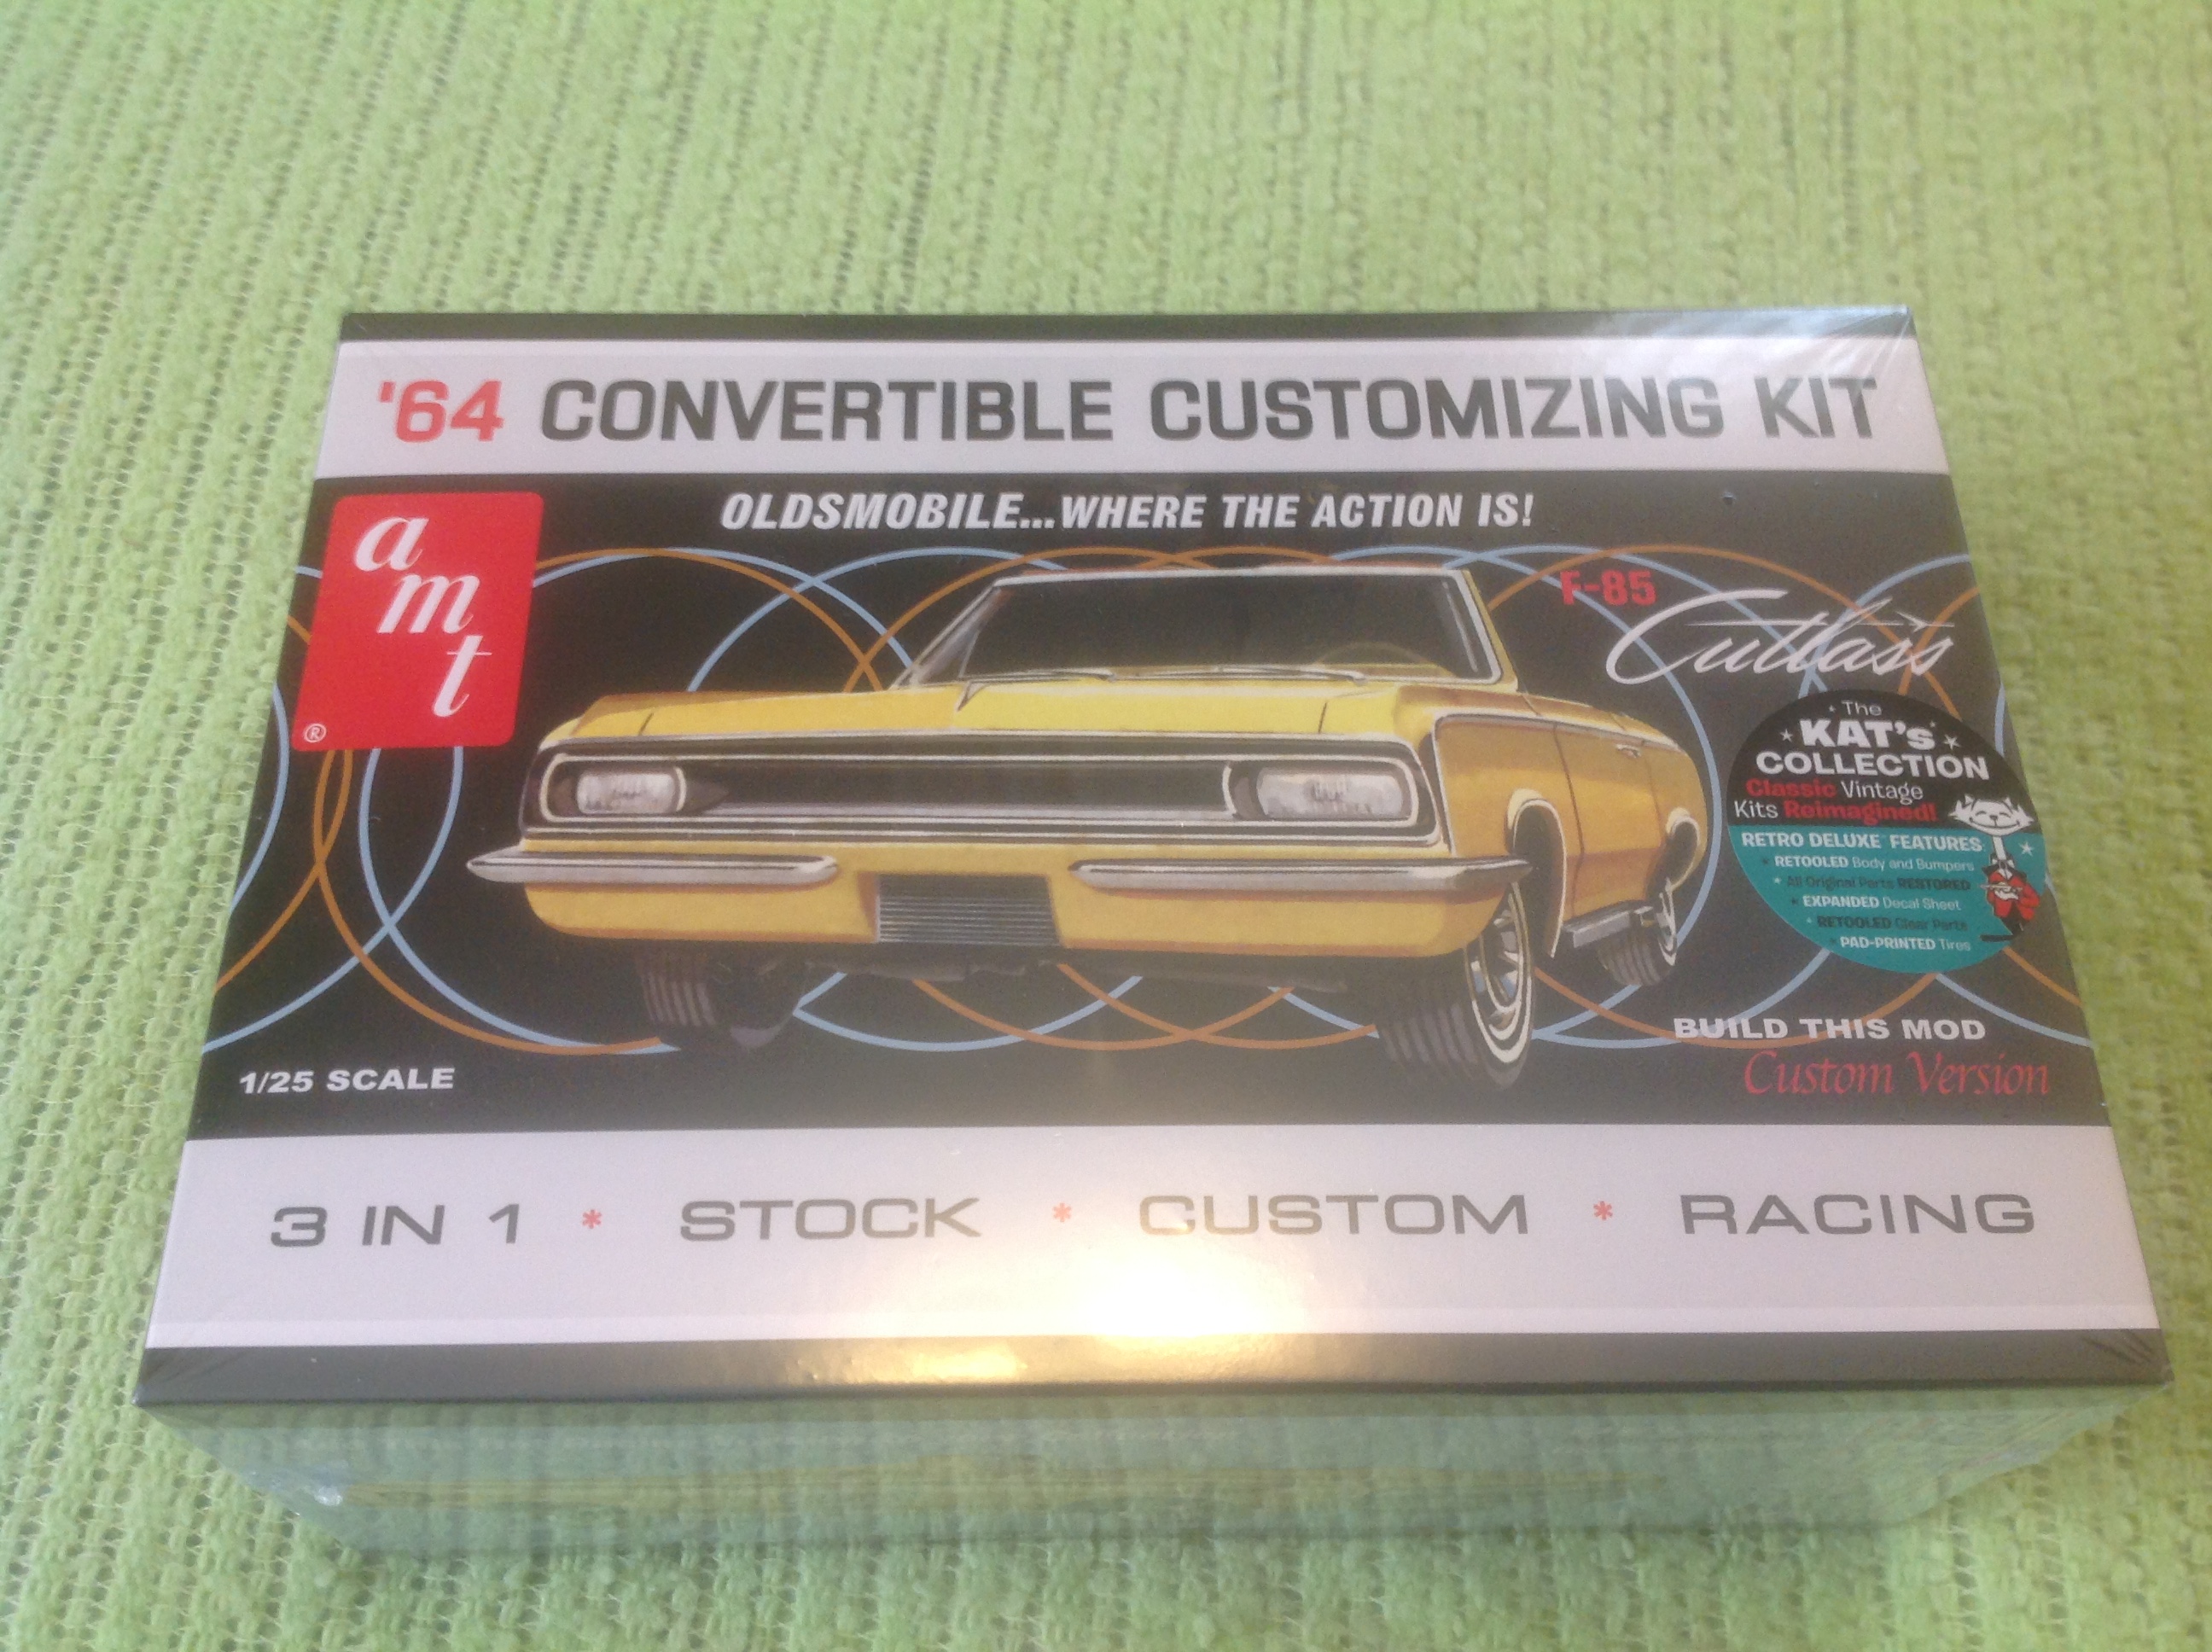 '64 CONVERTIBLE CUSTOMIZING KIT
OLDSMOBILE...WHERE THE ACTION IS!
amt
®
F-85
Cutlass
The
KAT's
COLLECTION
Classic Vintage
Kits Reimagined!
RETRO DELUXE FEATURES
RETOOLED Body and Bumpers
All Original Parts RESTORED
EXPANDED Decal Sheet
RETOOLED Clear Parts
PAD-PRINTED Tires
1/25 SCALE
BUILD THIS MOD
Custom Version
3 IN 1 * STOCK * CUSTOM * RACING